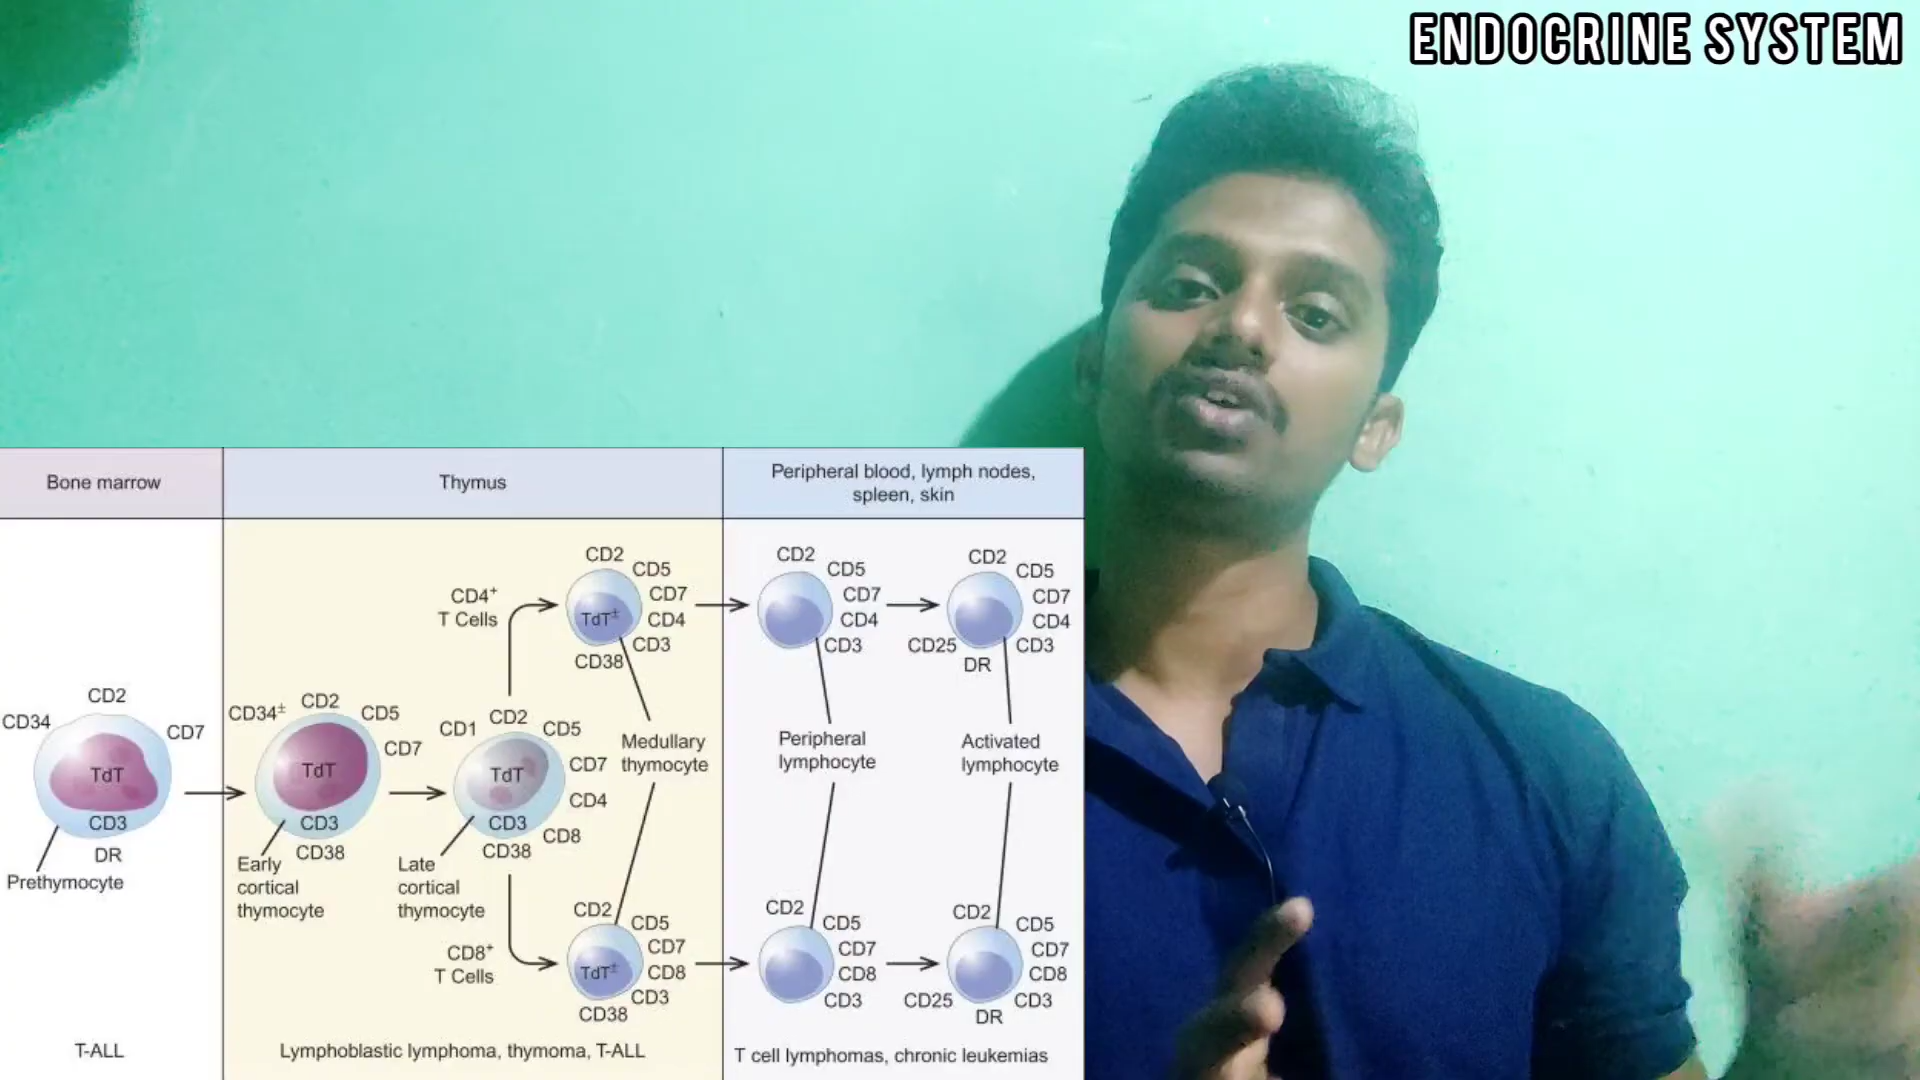 ENDOCRINE SYSTEM
Bone marrow
Thymus
Peripheral blood, lymph nodes,
spleen, skin
CD2
CD34
CD7
TdT
CD3
DR
Prethymocyte
T-ALL
CD34±
CD2
CD5
CD7
TdT
CD3
CD38
Early
cortical
thymocyte
CD1
CD2
CD5
CD7
TdT
CD4
CD3
CD8
CD38
Late
cortical
thymocyte
CD4+
T Cells
CD2
CD5
CD7
TdT±
CD4
CD3
CD38
Medullary
thymocyte
CD8+
T Cells
CD2
CD5
CD7
TdT±
CD8
CD3
CD38
Lymphoblastic lymphoma, thymoma, T-ALL
CD2
CD5
CD7
CD4
CD3
Peripheral
lymphocyte
CD2
CD5
CD7
CD8
CD3
CD2
CD5
CD7
CD4
CD25
CD3
DR
Activated
lymphocyte
CD2
CD5
CD7
CD8
CD25
CD3
DR
T cell lymphomas, chronic leukemias